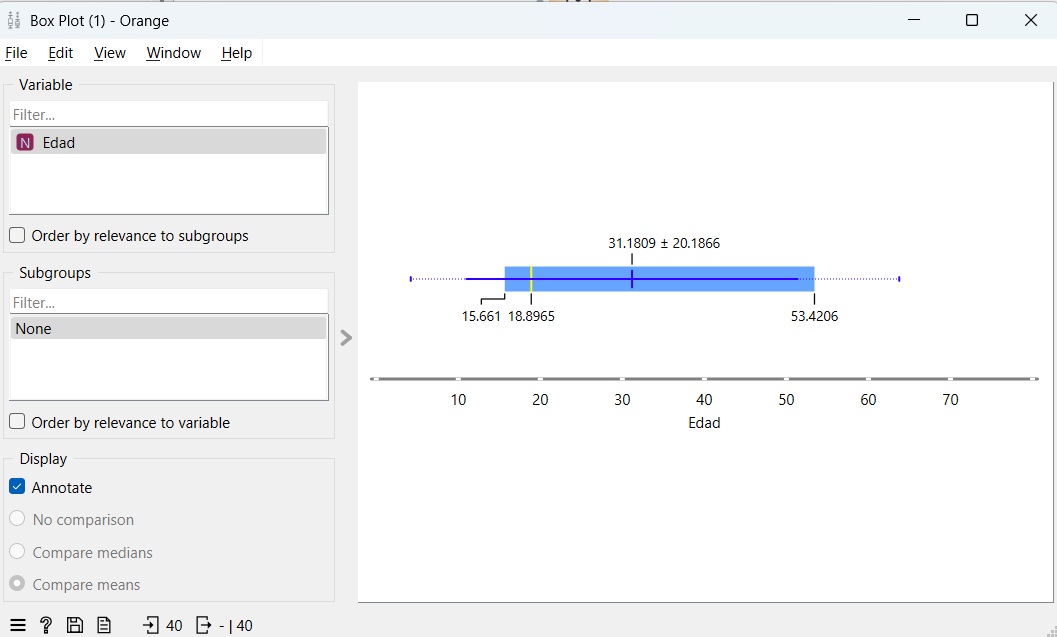 Box Plot (1) - Orange
File Edit View Window Help
Variable
Filter...
N Edad
Order by relevance to subgroups
Subgroups
Filter...
None
Order by relevance to variable
Display
Annotate
No comparison
Compare medians
Compare means
? 40 - | 40
31.1809 ± 20.1866
15.661 18.8965 53.4206
10 20 30 40 50 60 70
Edad